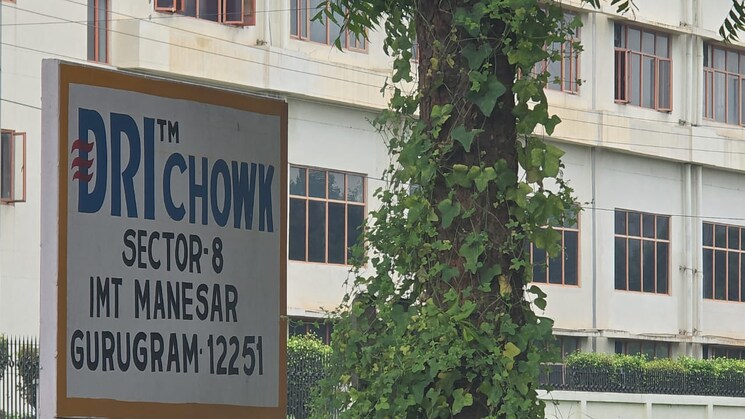 DRI™
CHOWK
SECTOR-8
IMT MANESAR
GURUGRAM-12251